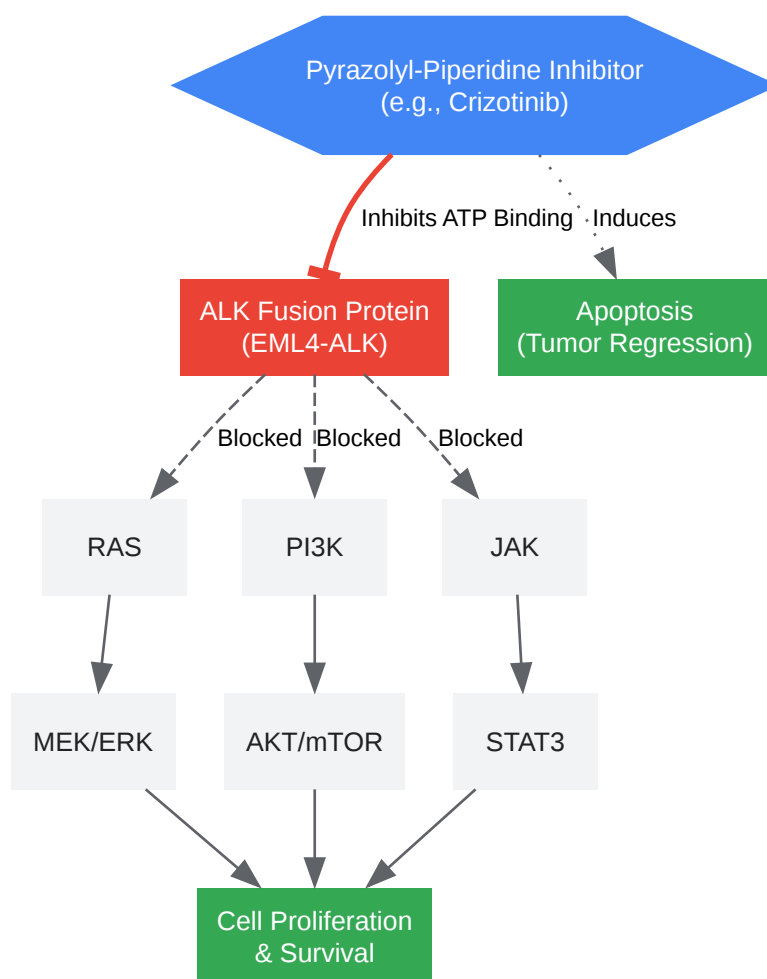 Pyrazolyl-Piperidine Inhibitor
(e.g., Crizotinib)
Inhibits ATP Binding
Induces
ALK Fusion Protein
(EML4-ALK)
Apoptosis
(Tumor Regression)
Blocked
Blocked
Blocked
RAS
PI3K
JAK
MEK/ERK
AKT/mTOR
STAT3
Cell Proliferation
& Survival